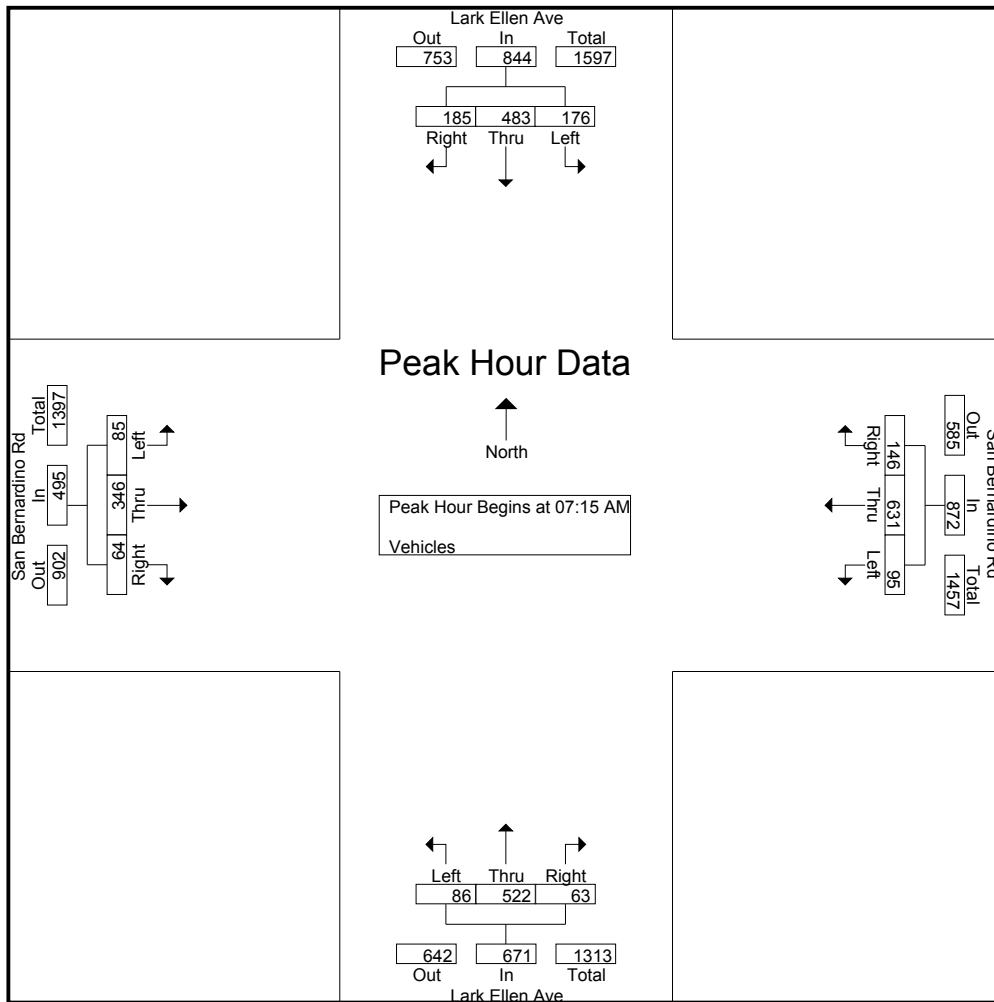 Lark Ellen Ave
Out In Total
753 844 1597
185 483 176
Right Thru Left
Peak Hour Data
North
Peak Hour Begins at 07:15 AM
Vehicles
San Bernardino Rd
Out In Total
902 495 1397
Left Thru Right
85 346 64
San Bernardino Rd
Out In Total
585 872 1457
Right Thru Left
146 631 95
Left Thru Right
86 522 63
642 671 1313
Out In Total
Lark Ellen Ave